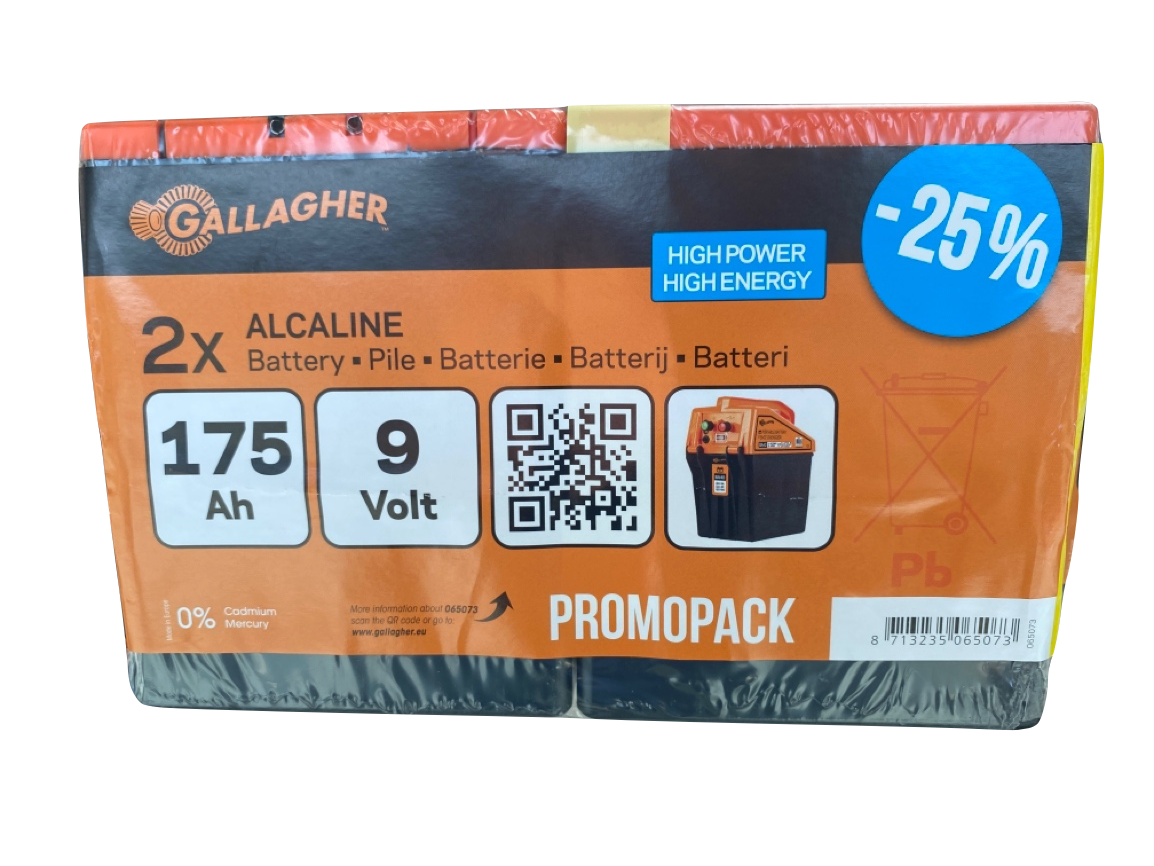 GALLAGHER
-25%
HIGH POWER
HIGH ENERGY
2x
ALCALINE
Battery ▪ Pile ▪ Batterie ▪ Batterij ▪ Batteri
175
Ah
9
Volt
Pb
0%
Cadmium
Mercury
More information about 065073
scan the QR code or go to:
www.gallagher.eu
PROMOPACK
8 713235 065073
065073